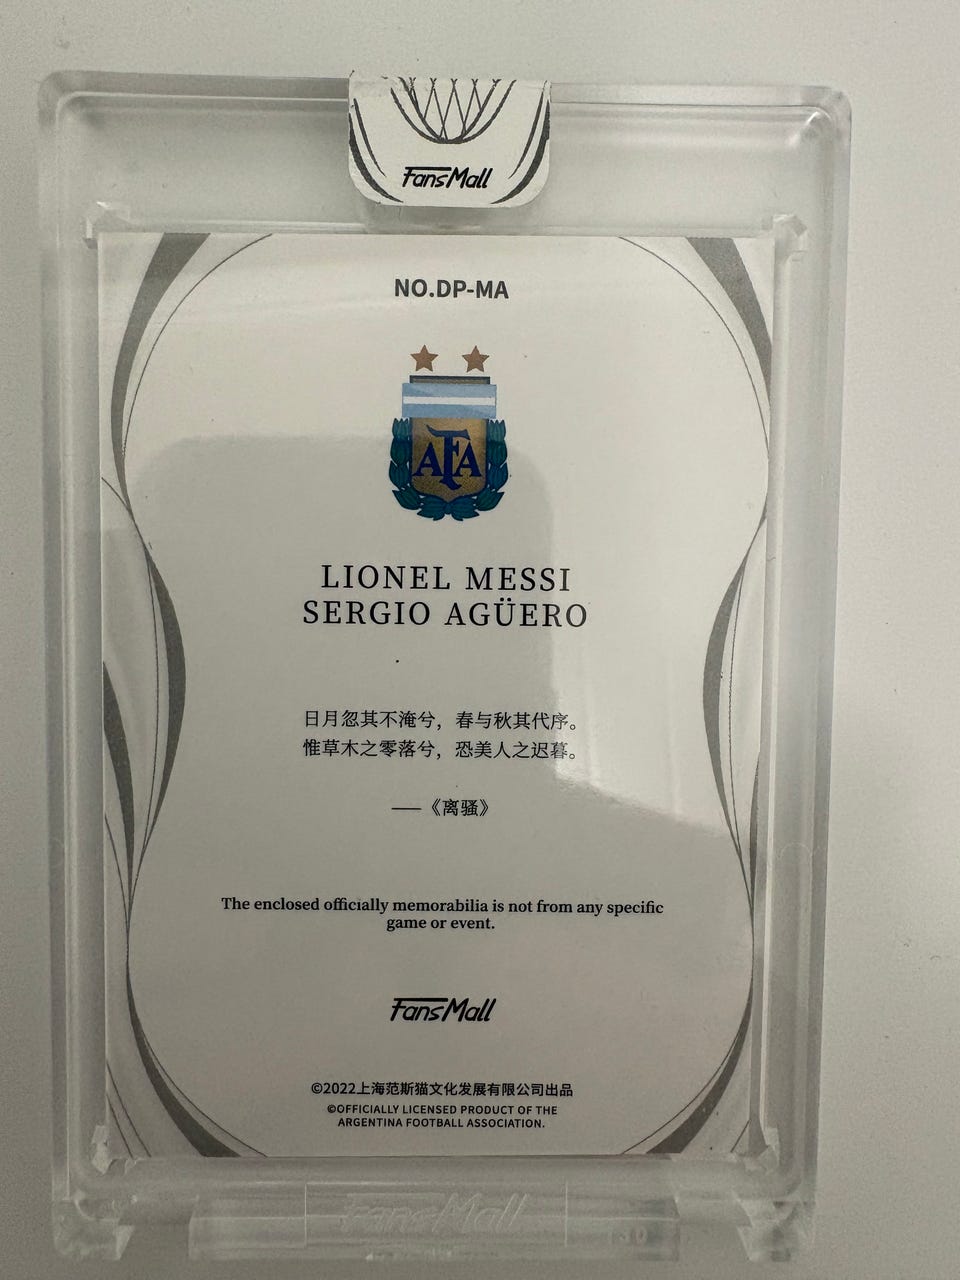 FansMall
NO.DP-MA
AFA
LIONEL MESSI
SERGIO AGÜERO
日月忽其不淹兮，春与秋其代序。
惟草木之零落兮，恐美人之迟暮。
——《离骚》
The enclosed officially memorabilia is not from any specific
game or event.
FansMall
©2022上海范斯猫文化发展有限公司出品
©OFFICIALLY LICENSED PRODUCT OF THE
ARGENTINA FOOTBALL ASSOCIATION.
FansMall